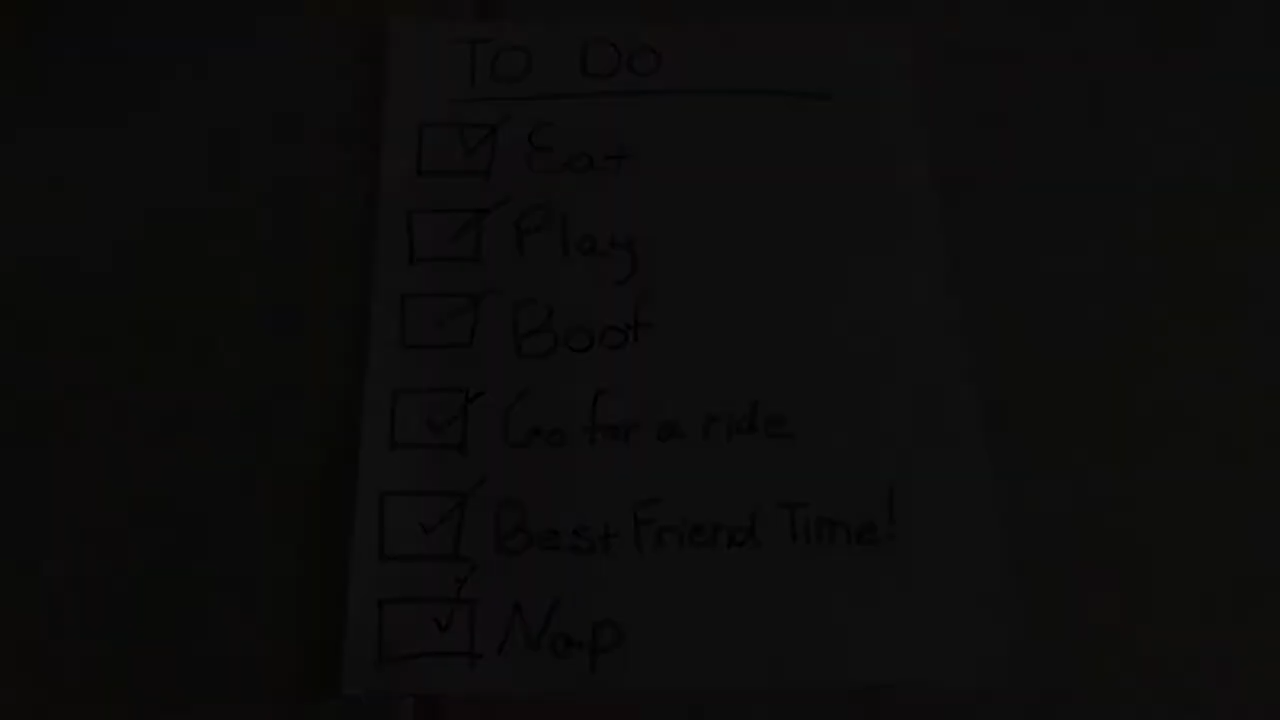 To Do
Eat
Play
Boot
Go for a ride
Best Friend Time!
Nap